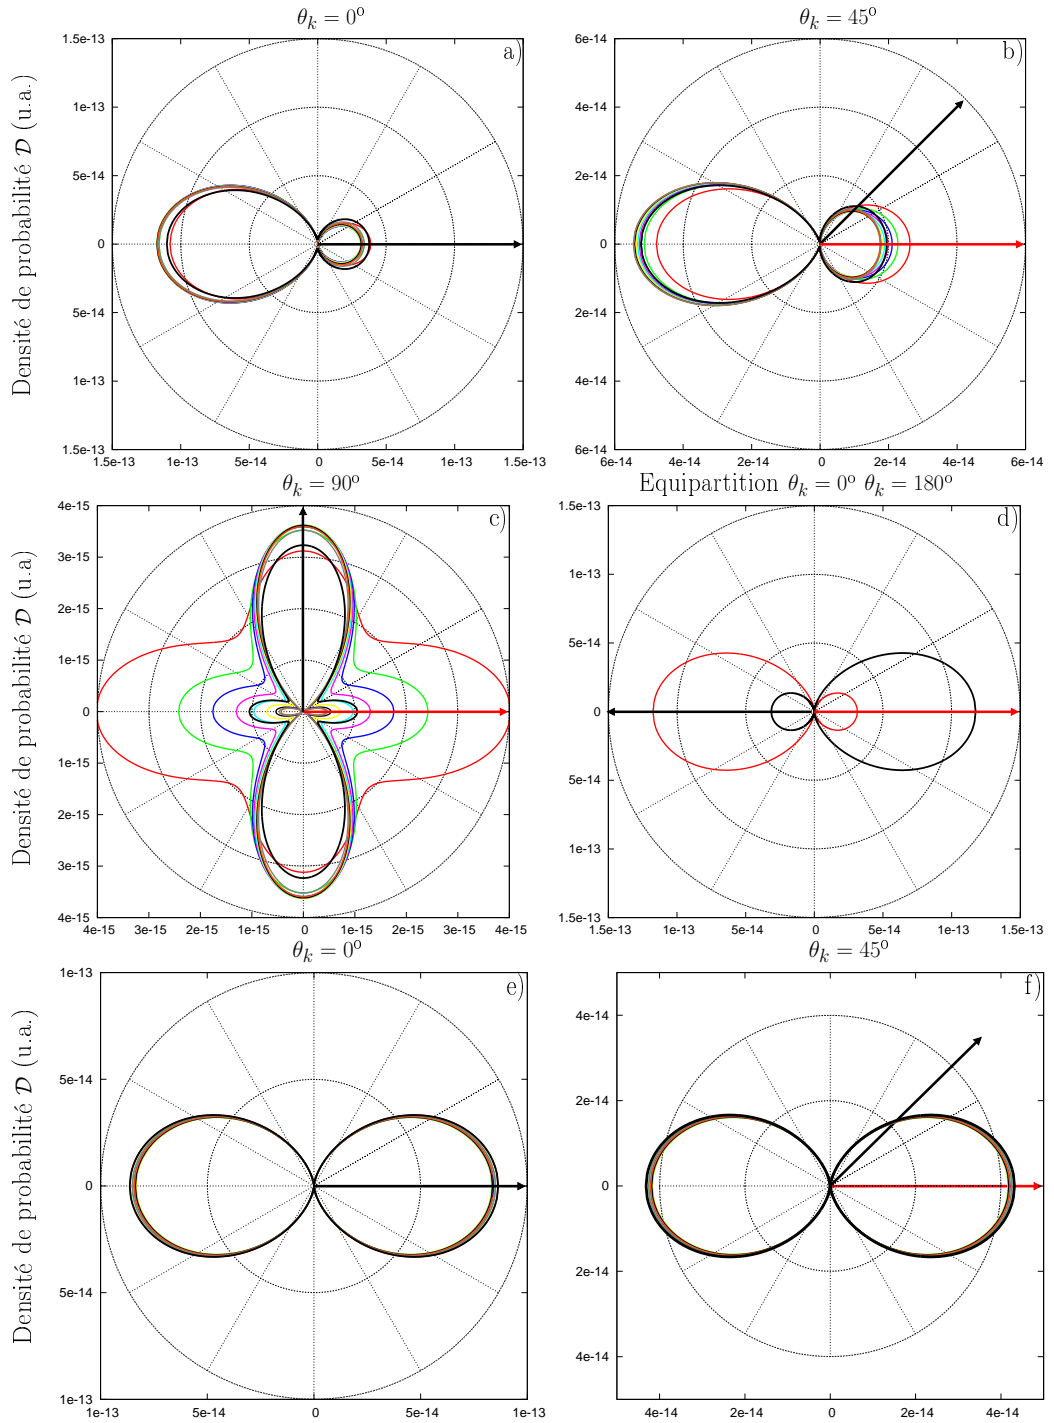 θk = 0º
θk = 45º
Densité de probabilité D (u.a.)
a)
1.5e-13
1e-13
5e-14
0
5e-14
1e-13
1.5e-13
1.5e-13 1e-13 5e-14 0 5e-14 1e-13 1.5e-13
b)
6e-14
4e-14
2e-14
0
2e-14
4e-14
6e-14
6e-14 4e-14 2e-14 0 2e-14 4e-14 6e-14
θk = 90º
Equipartition θk = 0º θk = 180º
Densité de probabilité D (u.a)
c)
4e-15
3e-15
2e-15
1e-15
0
1e-15
2e-15
3e-15
4e-15
4e-15 3e-15 2e-15 1e-15 0 1e-15 2e-15 3e-15 4e-15
d)
1.5e-13
1e-13
5e-14
0
5e-14
1e-13
1.5e-13
1.5e-13 1e-13 5e-14 0 5e-14 1e-13 1.5e-13
θk = 0º
θk = 45º
Densité de probabilité D (u.a.)
e)
1e-13
5e-14
0
5e-14
1e-13
1e-13 5e-14 0 5e-14 1e-13
f)
4e-14
2e-14
0
2e-14
4e-14
4e-14 2e-14 0 2e-14 4e-14